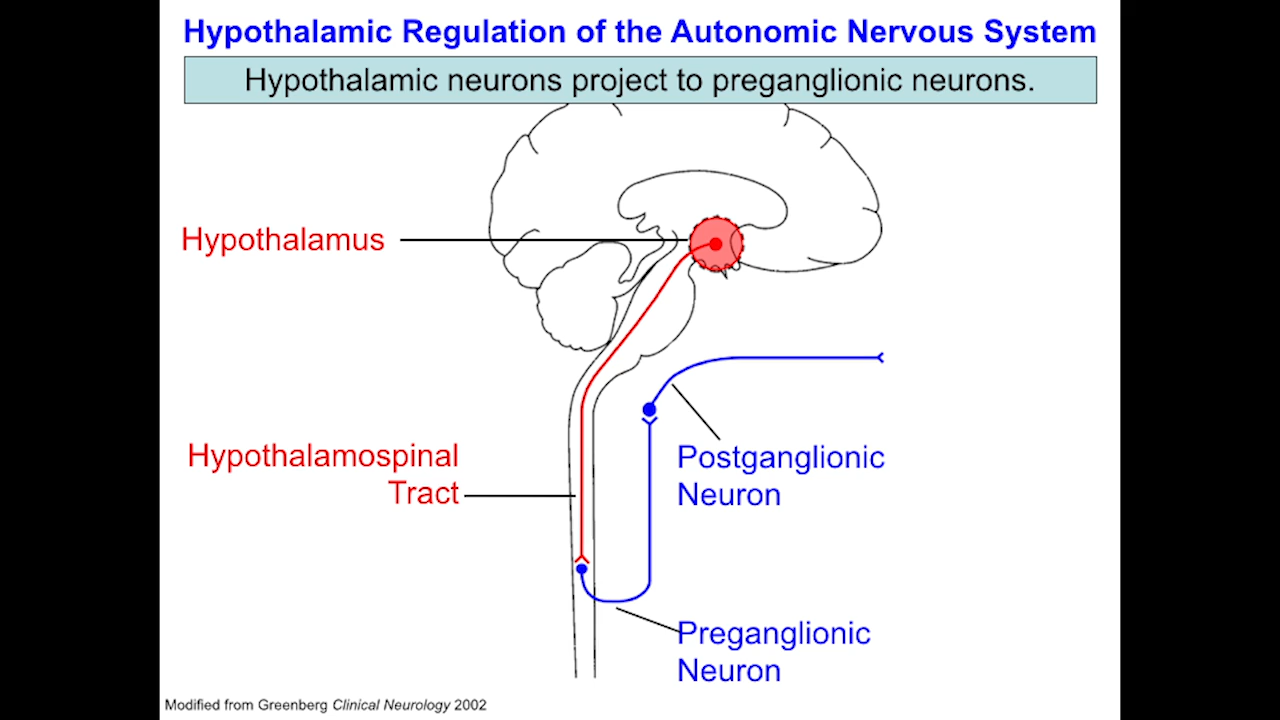 Hypothalamic Regulation of the Autonomic Nervous System
Hypothalamic neurons project to preganglionic neurons.
Hypothalamus
Hypothalamospinal
Tract
Postganglionic
Neuron
Preganglionic
Neuron
Modified from Greenberg Clinical Neurology 2002